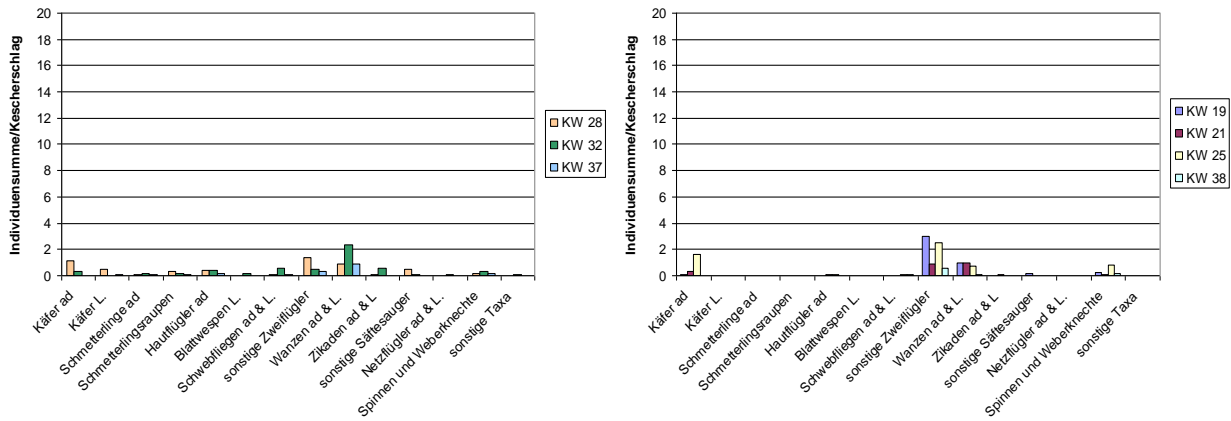 Individuensumme/Kescherschlag
20
18
16
14
12
10
8
6
4
2
0
Käfer ad
Käfer L.
Schmetterlinge ad
Schmetterlingsraupen
Hautflügler ad
Blattwespen L.
Schwebfliegen ad & L.
sonstige Zweiflügler
Wanzen ad & L.
Zikaden ad & L
sonstige Säftesauger
Netzflügler ad & L.
Spinnen und Weberknechte
sonstige Taxa
KW 28
KW 32
KW 37
Individuensumme/Kescherschlag
20
18
16
14
12
10
8
6
4
2
0
Käfer ad
Käfer L.
Schmetterlinge ad
Schmetterlingsraupen
Hautflügler ad
Blattwespen L.
Schwebfliegen ad & L.
sonstige Zweiflügler
Wanzen ad & L.
Zikaden ad & L
sonstige Säftesauger
Netzflügler ad & L.
Spinnen und Weberknechte
sonstige Taxa
KW 19
KW 21
KW 25
KW 38